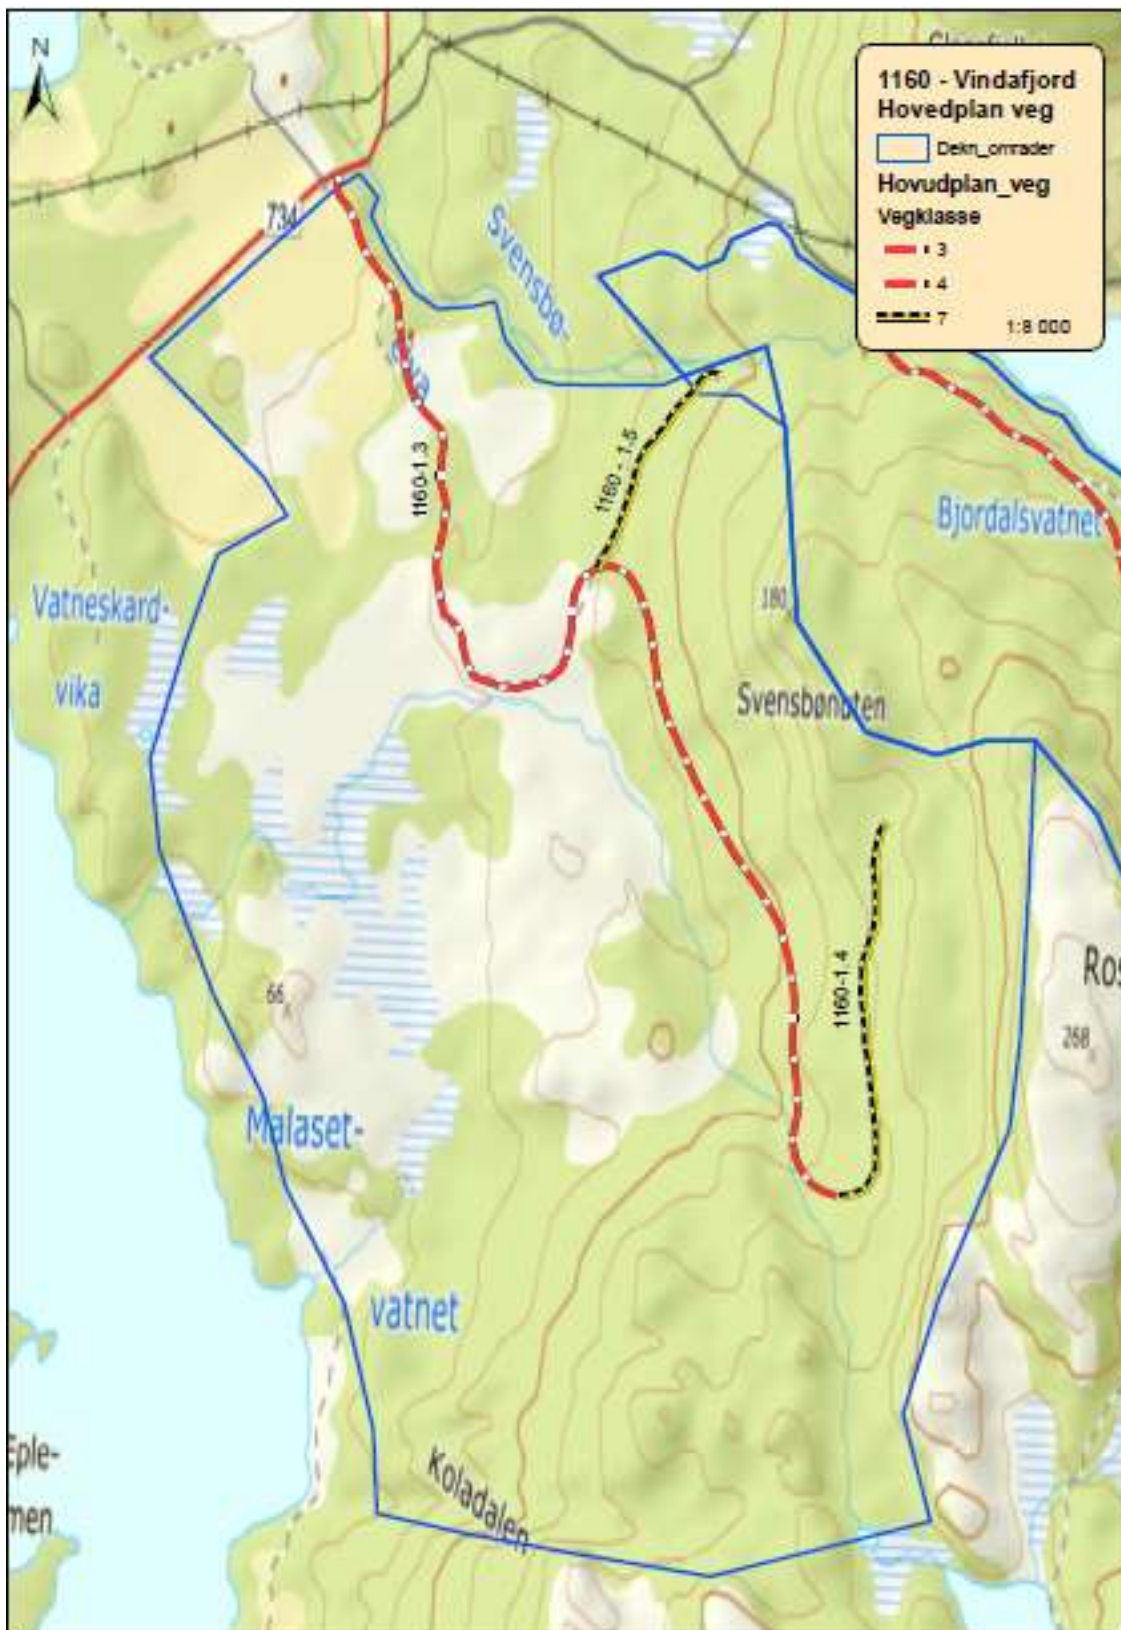 N
1160 - Vindafjord
Hovedplan veg
Dekn_omrader
Hovudplan_veg
Vegklasse
3
4
7
1:8 000
734
Svensbø-
1160-1.3
1160 - 1.5
Bjordalsvatnet
Vatneskard-
vika
180
Svensbønuten
1160-1.4
66
268
Malaset-
vatnet
Koladalen
Eple-
men